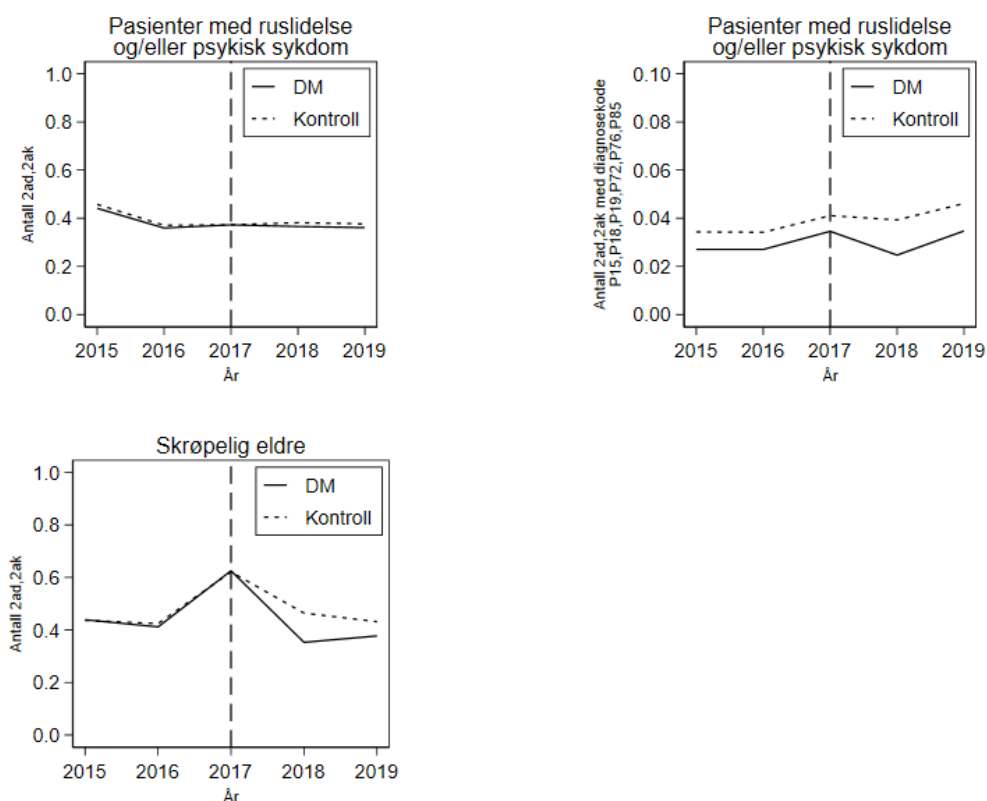 Pasienter med ruslidelse
og/eller psykisk sykdom
1.0
0.8
0.6
0.4
0.2
0.0
Antall 2ad,2ak
DM
Kontroll
2015 2016 2017 2018 2019
År
Pasienter med ruslidelse
og/eller psykisk sykdom
0.10
0.08
0.06
0.04
0.02
0.00
Antall 2ad,2ak med diagnosekode
P15,P18,P19,P72,P76,P85
DM
Kontroll
2015 2016 2017 2018 2019
År
Skrøpelig eldre
1.0
0.8
0.6
0.4
0.2
0.0
Antall 2ad,2ak
DM
Kontroll
2015 2016 2017 2018 2019
År